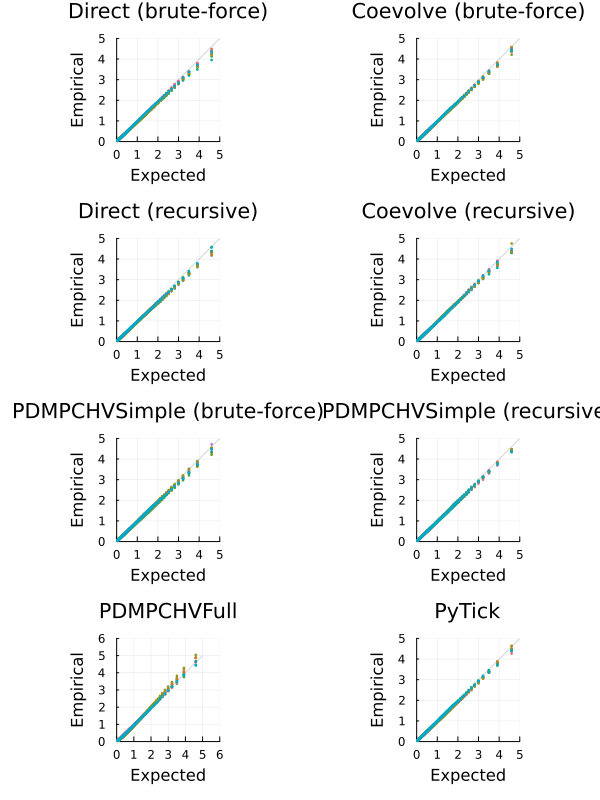 Direct (brute-force)
5
4
3
2
1
0
Empirical
0 1 2 3 4 5
Expected
Coevolve (brute-force)
5
4
3
2
1
0
Empirical
0 1 2 3 4 5
Expected
Direct (recursive)
5
4
3
2
1
0
Empirical
0 1 2 3 4 5
Expected
Coevolve (recursive)
5
4
3
2
1
0
Empirical
0 1 2 3 4 5
Expected
PDMPCHVSimple (brute-force)
5
4
3
2
1
0
Empirical
0 1 2 3 4 5
Expected
PDMPCHVSimple (recursive
5
4
3
2
1
0
Empirical
0 1 2 3 4 5
Expected
PDMPCHVFull
6
5
4
3
2
1
0
Empirical
0 1 2 3 4 5 6
Expected
PyTick
5
4
3
2
1
0
Empirical
0 1 2 3 4 5
Expected